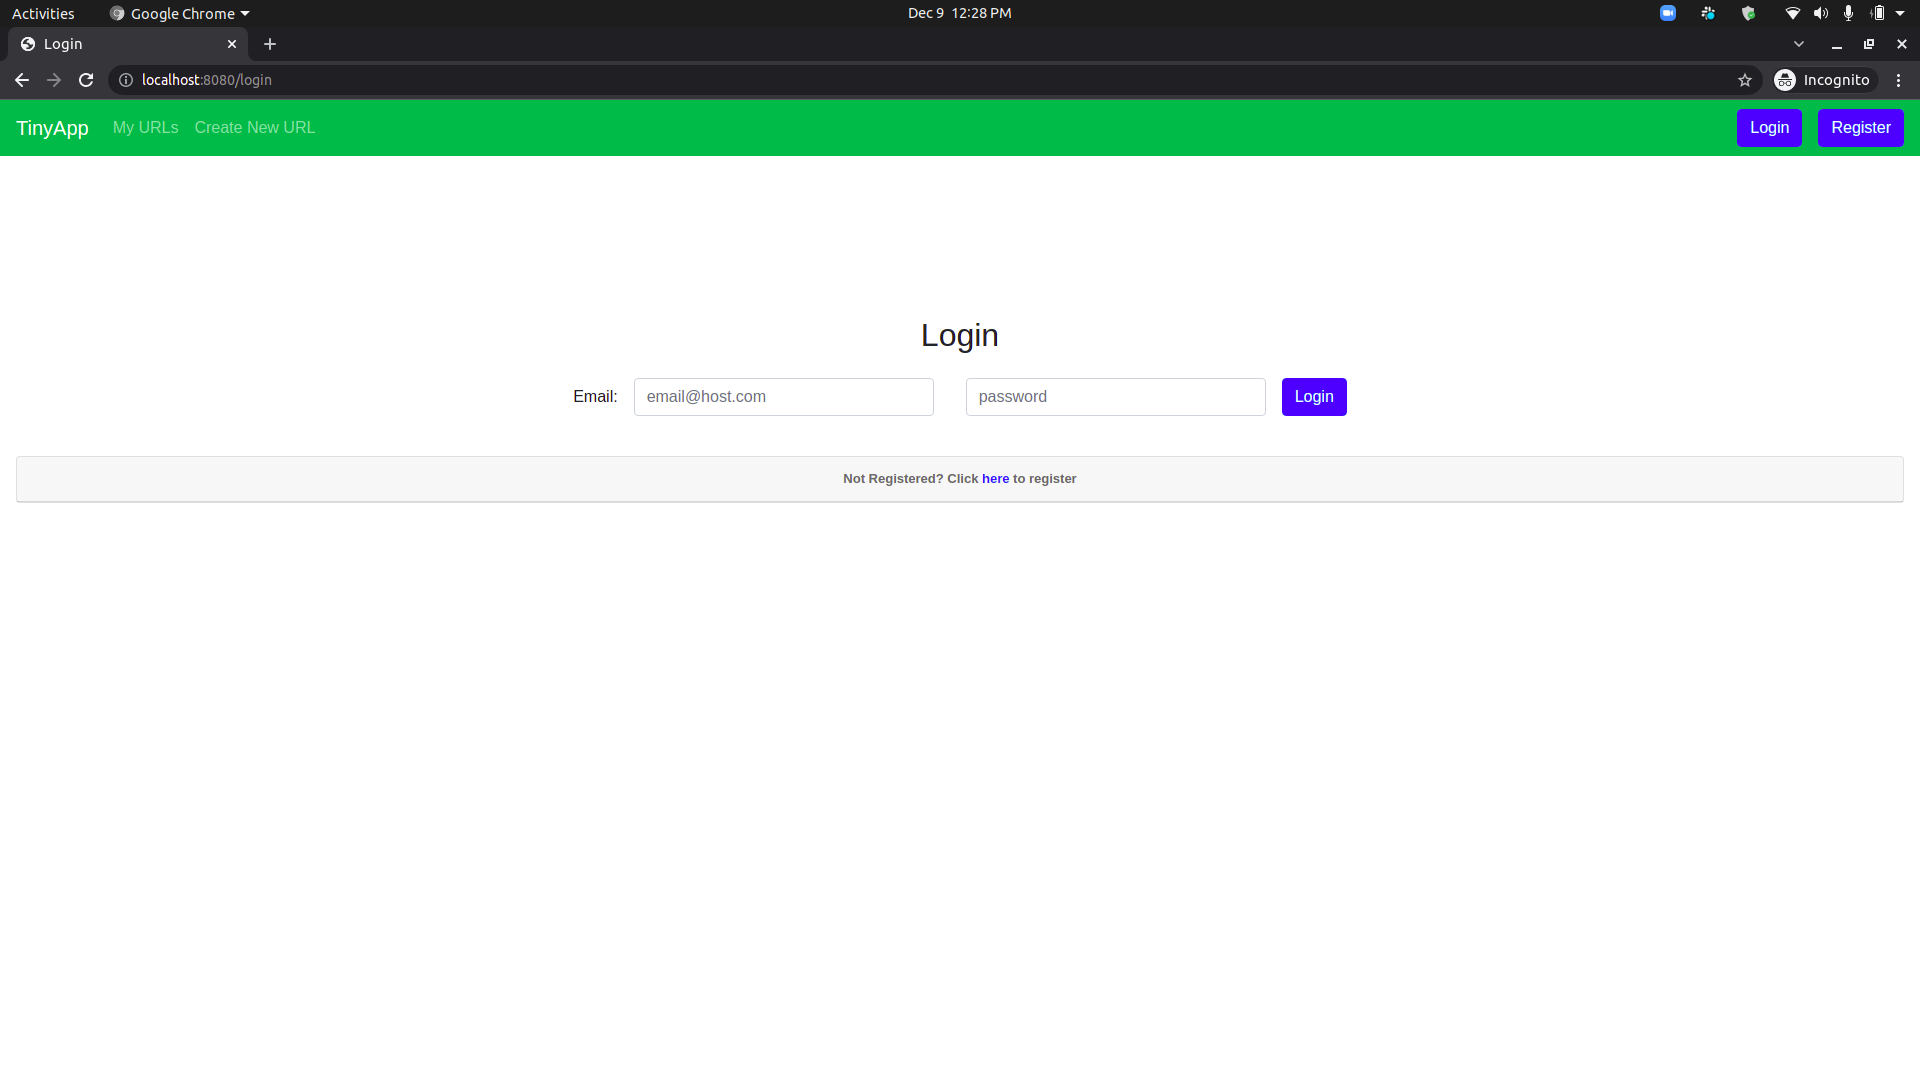 Activities Google Chrome Dec 9 12:28 PM
Login
localhost:8080/login Incognito
TinyApp My URLs Create New URL Login Register
Login
Email: email@host.com password Login
Not Registered? Click here to register